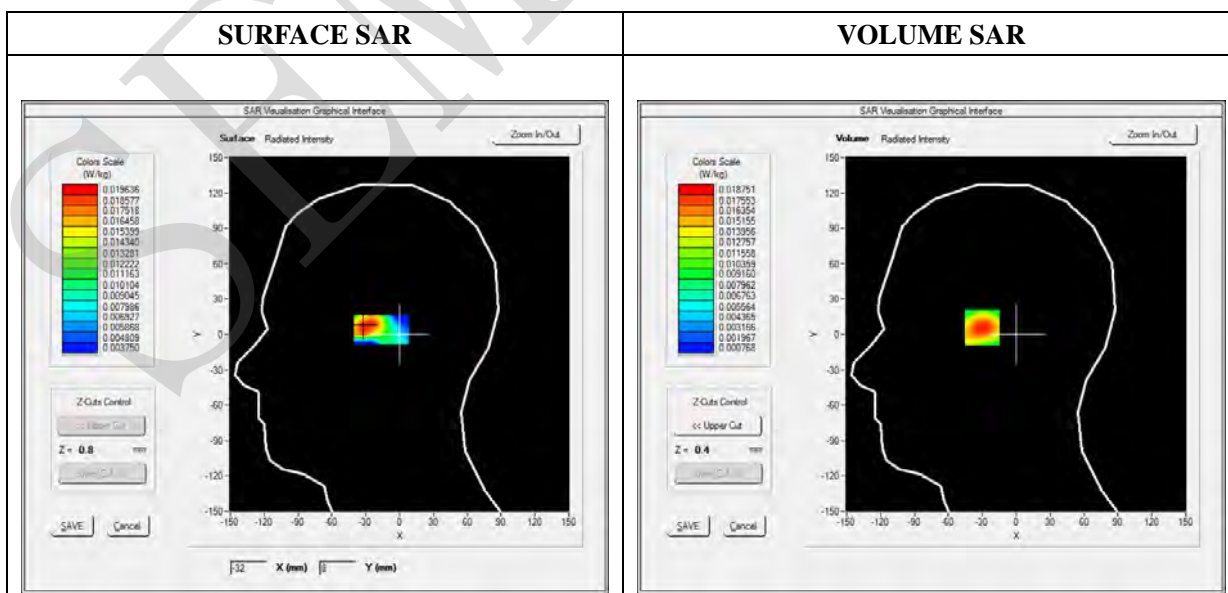 SURFACE SAR
VOLUME SAR
SAR Visualisation Graphical Interface
Surface Radiated Intensity
Zoom In/Out
Colors Scale
(W/kg)
0.019636
0.018577
0.017518
0.016458
0.015399
0.014340
0.013281
0.012222
0.011163
0.010104
0.009045
0.007986
0.006927
0.005868
0.004809
0.003750
Z-Cuts Control
<< Upper Cut
Z = 0.8 mm
SAVE Cancel
150
120
90
60
30
0
-30
-60
-90
-120
-150
Y
-150 -120 -90 -60 -30 0 30 60 90 120 150
X
-32 X (mm) 8 Y (mm)
SAR Visualisation Graphical Interface
Volume Radiated Intensity
Zoom In/Out
Colors Scale
(W/kg)
0.018751
0.017553
0.016354
0.015155
0.013956
0.012757
0.011558
0.010359
0.009160
0.007962
0.006763
0.005564
0.004365
0.003166
0.001967
0.000768
Z-Cuts Control
<< Upper Cut
Z = 0.4 mm
SAVE Cancel
150
120
90
60
30
0
-30
-60
-90
-120
-150
Y
-150 -120 -90 -60 -30 0 30 60 90 120 150
X